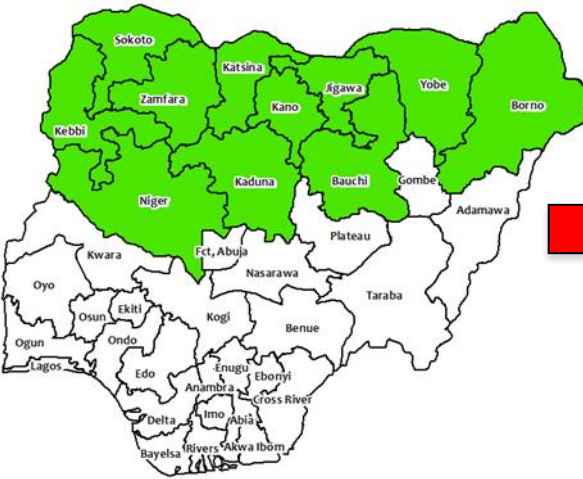 Sokoto
Katsina
Jigawa
Yobe
Zamfara
Kano
Borno
Kebbi
Kaduna
Bauchi
Gombe
Niger
Adamawa
Plateau
Fct, Abuja
Kwara
Nasarawa
Oyo
Taraba
Osun
Ekiti
Kogi
Benue
Ogun
Ondo
Lagos
Edo
Enugu
Ebonyi
Anambra
Cross River
Delta
Imo
Abia
Bayelsa
Rivers
Akwa Ibom